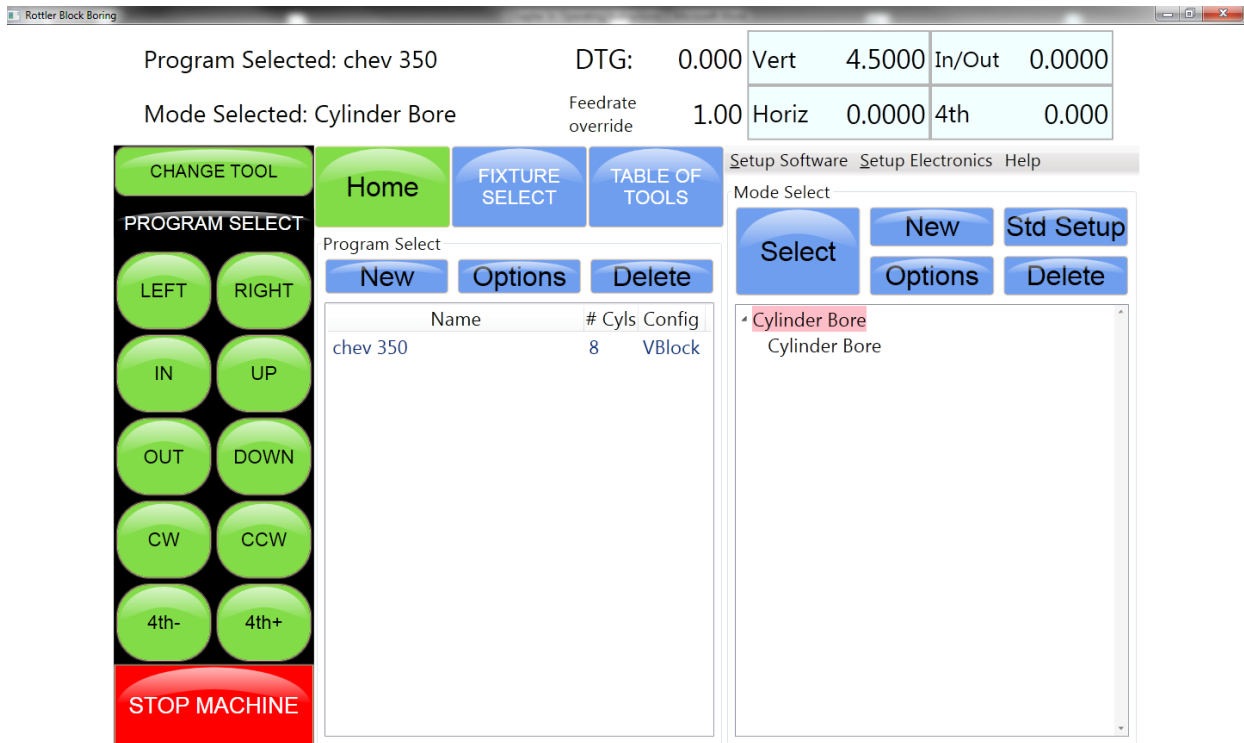 Rottler Block Boring
Program Selected: chev 350
DTG: 0.000
Vert 4.5000
In/Out 0.0000
Mode Selected: Cylinder Bore
Feedrate
override
1.00
Horiz 0.0000
4th 0.000
CHANGE TOOL
PROGRAM SELECT
LEFT RIGHT
IN UP
OUT DOWN
CW CCW
4th- 4th+
STOP MACHINE
Home
FIXTURE
SELECT
TABLE OF
TOOLS
Program Select
New Options Delete
Name # Cyls Config
chev 350 8 VBlock
Setup Software Setup Electronics Help
Mode Select
Select
New Std Setup
Options Delete
Cylinder Bore
Cylinder Bore